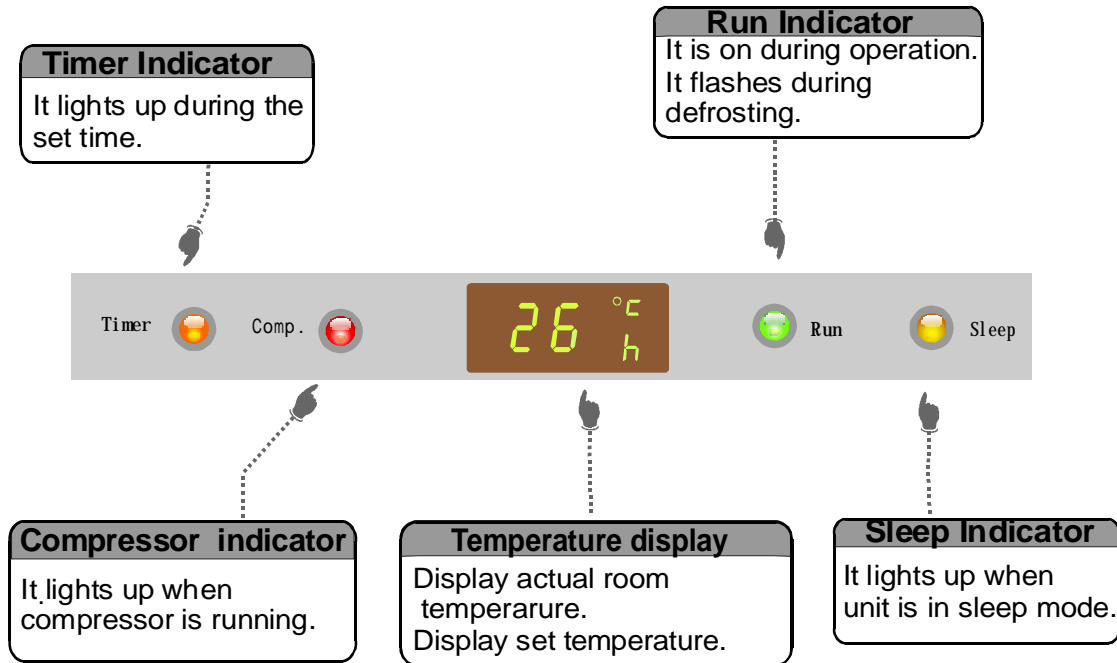 Timer Indicator
It lights up during the
set time.
Run Indicator
It is on during operation.
It flashes during
defrosting.
Timer
Comp.
26 °C
h
Run
Sleep
Compressor indicator
It lights up when
compressor is running.
Temperature display
Display actual room
temperarure.
Display set temperature.
Sleep Indicator
It lights up when
unit is in sleep mode.